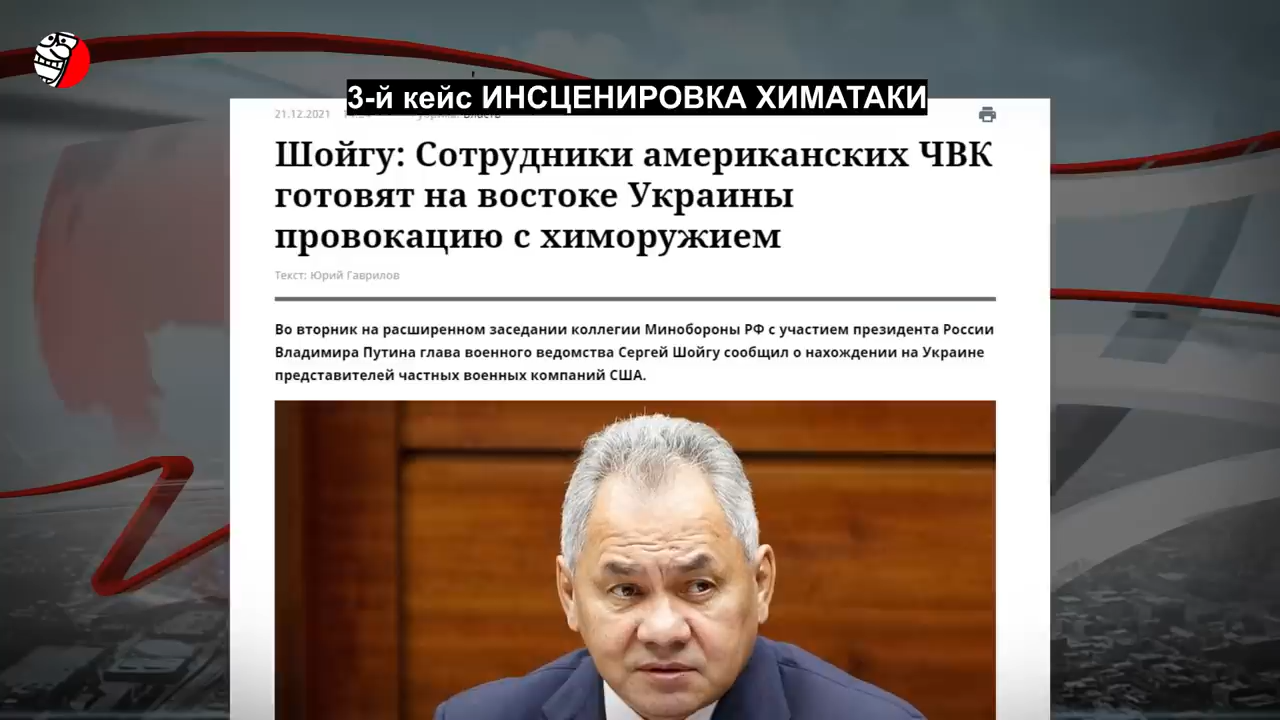 3-й кейс ИНСЦЕНИРОВКА ХИМАТАКИ
21.12.2021
Власть
Шойгу: Сотрудники американских ЧВК
готовят на востоке Украины
провокацию с химоружием
Текст: Юрий Гаврилов
Во вторник на расширенном заседании коллегии Минобороны РФ с участием президента России
Владимира Путина глава военного ведомства Сергей Шойгу сообщил о нахождении на Украине
представителей частных военных компаний США.